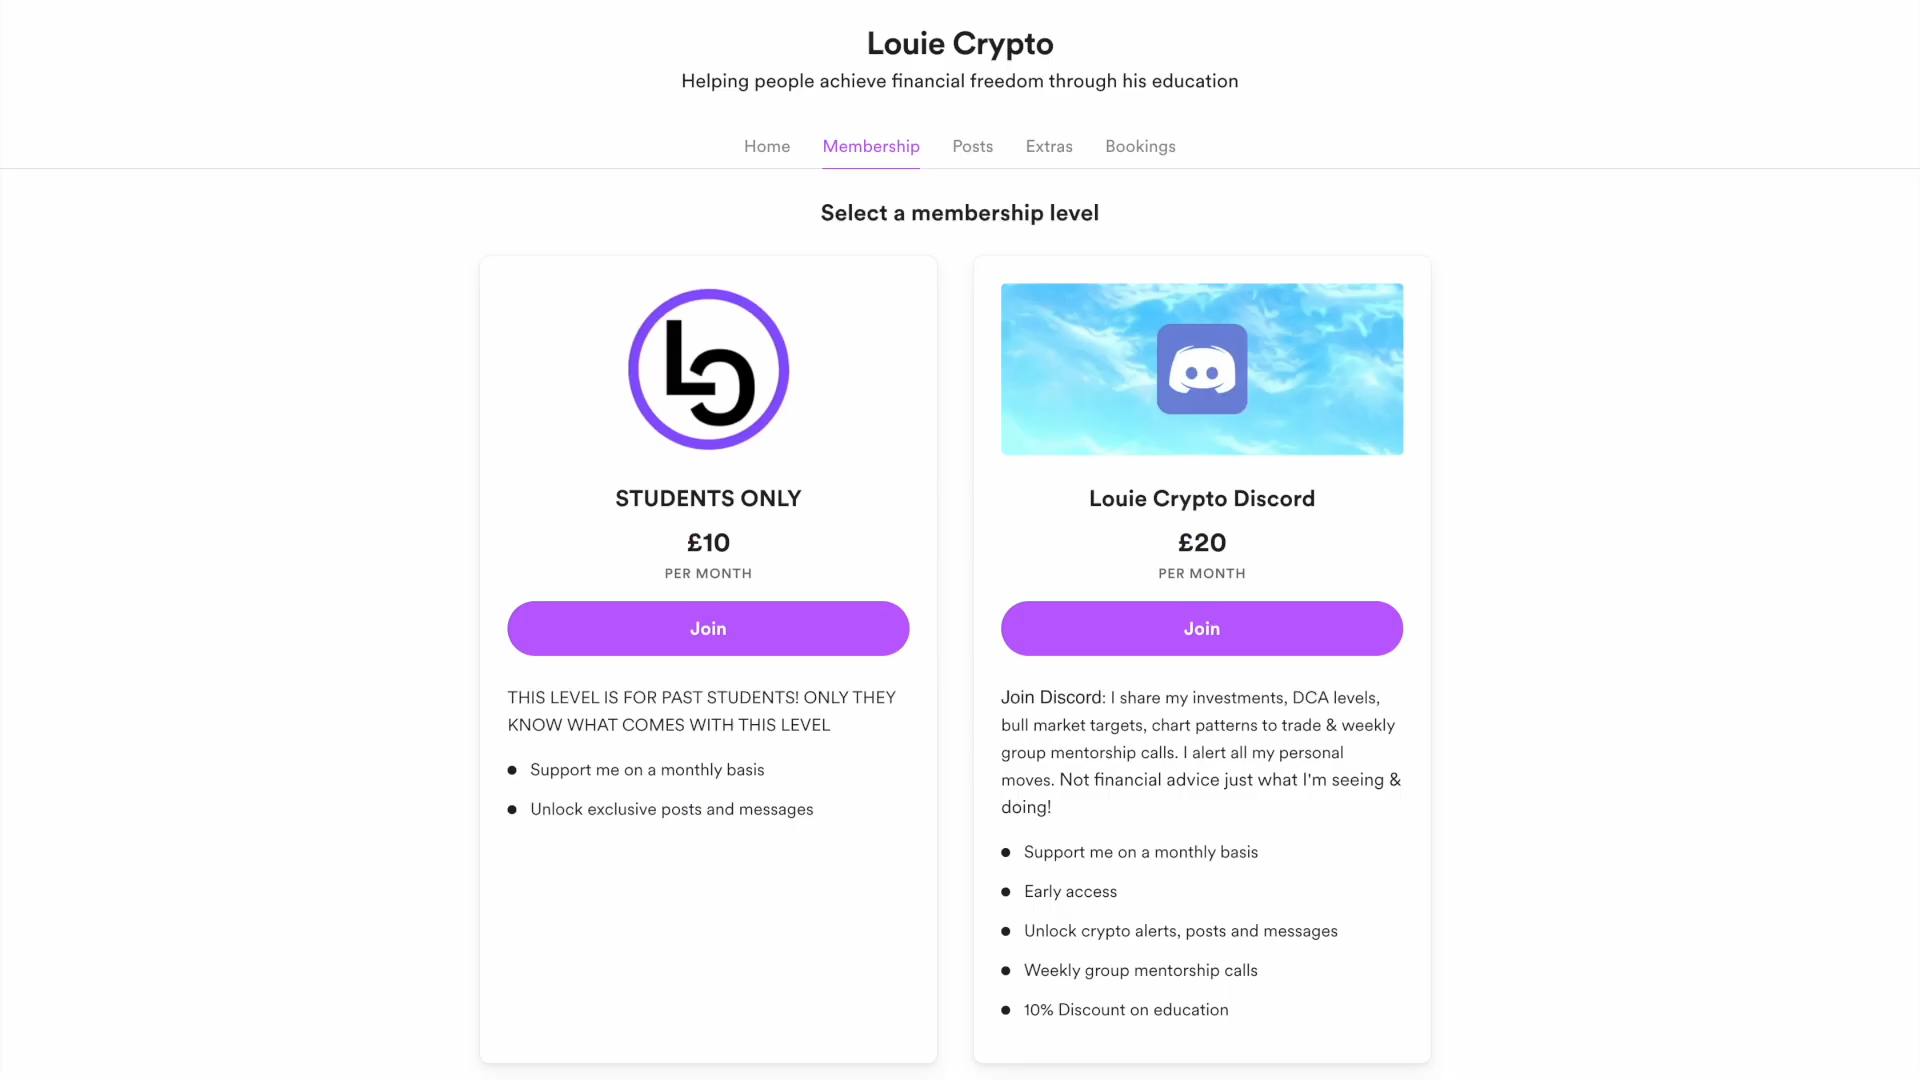 Louie Crypto
Helping people achieve financial freedom through his education
Home Membership Posts Extras Bookings
Select a membership level
STUDENTS ONLY
£10
PER MONTH
Join
THIS LEVEL IS FOR PAST STUDENTS! ONLY THEY
KNOW WHAT COMES WITH THIS LEVEL
Support me on a monthly basis
Unlock exclusive posts and messages
Louie Crypto Discord
£20
PER MONTH
Join
Join Discord: I share my investments, DCA levels,
bull market targets, chart patterns to trade & weekly
group mentorship calls. I alert all my personal
moves. Not financial advice just what I'm seeing &
doing!
Support me on a monthly basis
Early access
Unlock crypto alerts, posts and messages
Weekly group mentorship calls
10% Discount on education